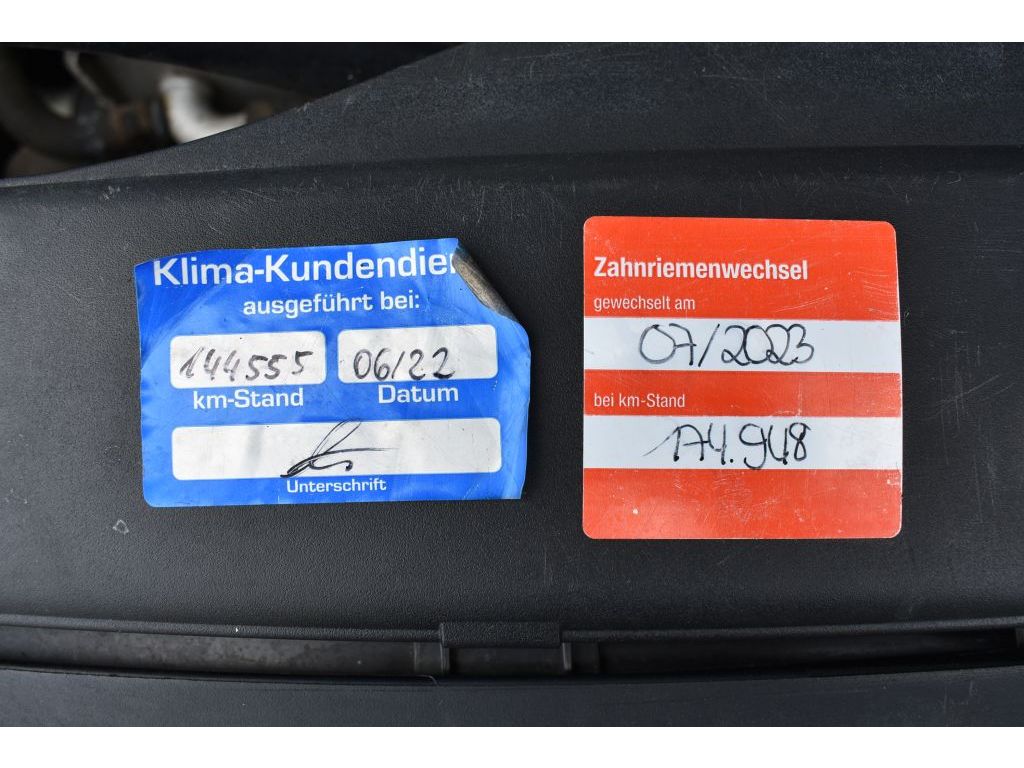 Klima-Kundendien
ausgeführt bei:
144555 06/22
km-Stand Datum
Unterschrift
Zahnriemenwechsel
gewechselt am
07/2023
bei km-Stand
174.948